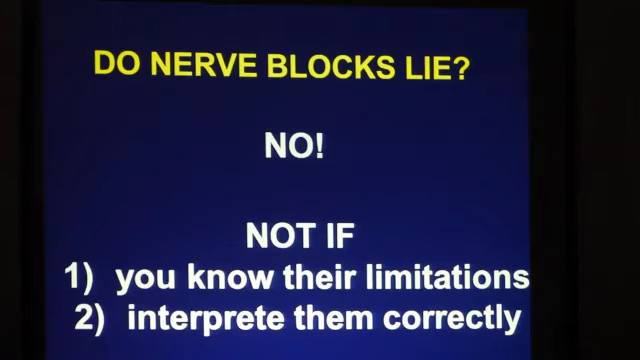 DO NERVE BLOCKS LIE?
NO!
NOT IF
1) you know their limitations
2) interprete them correctly